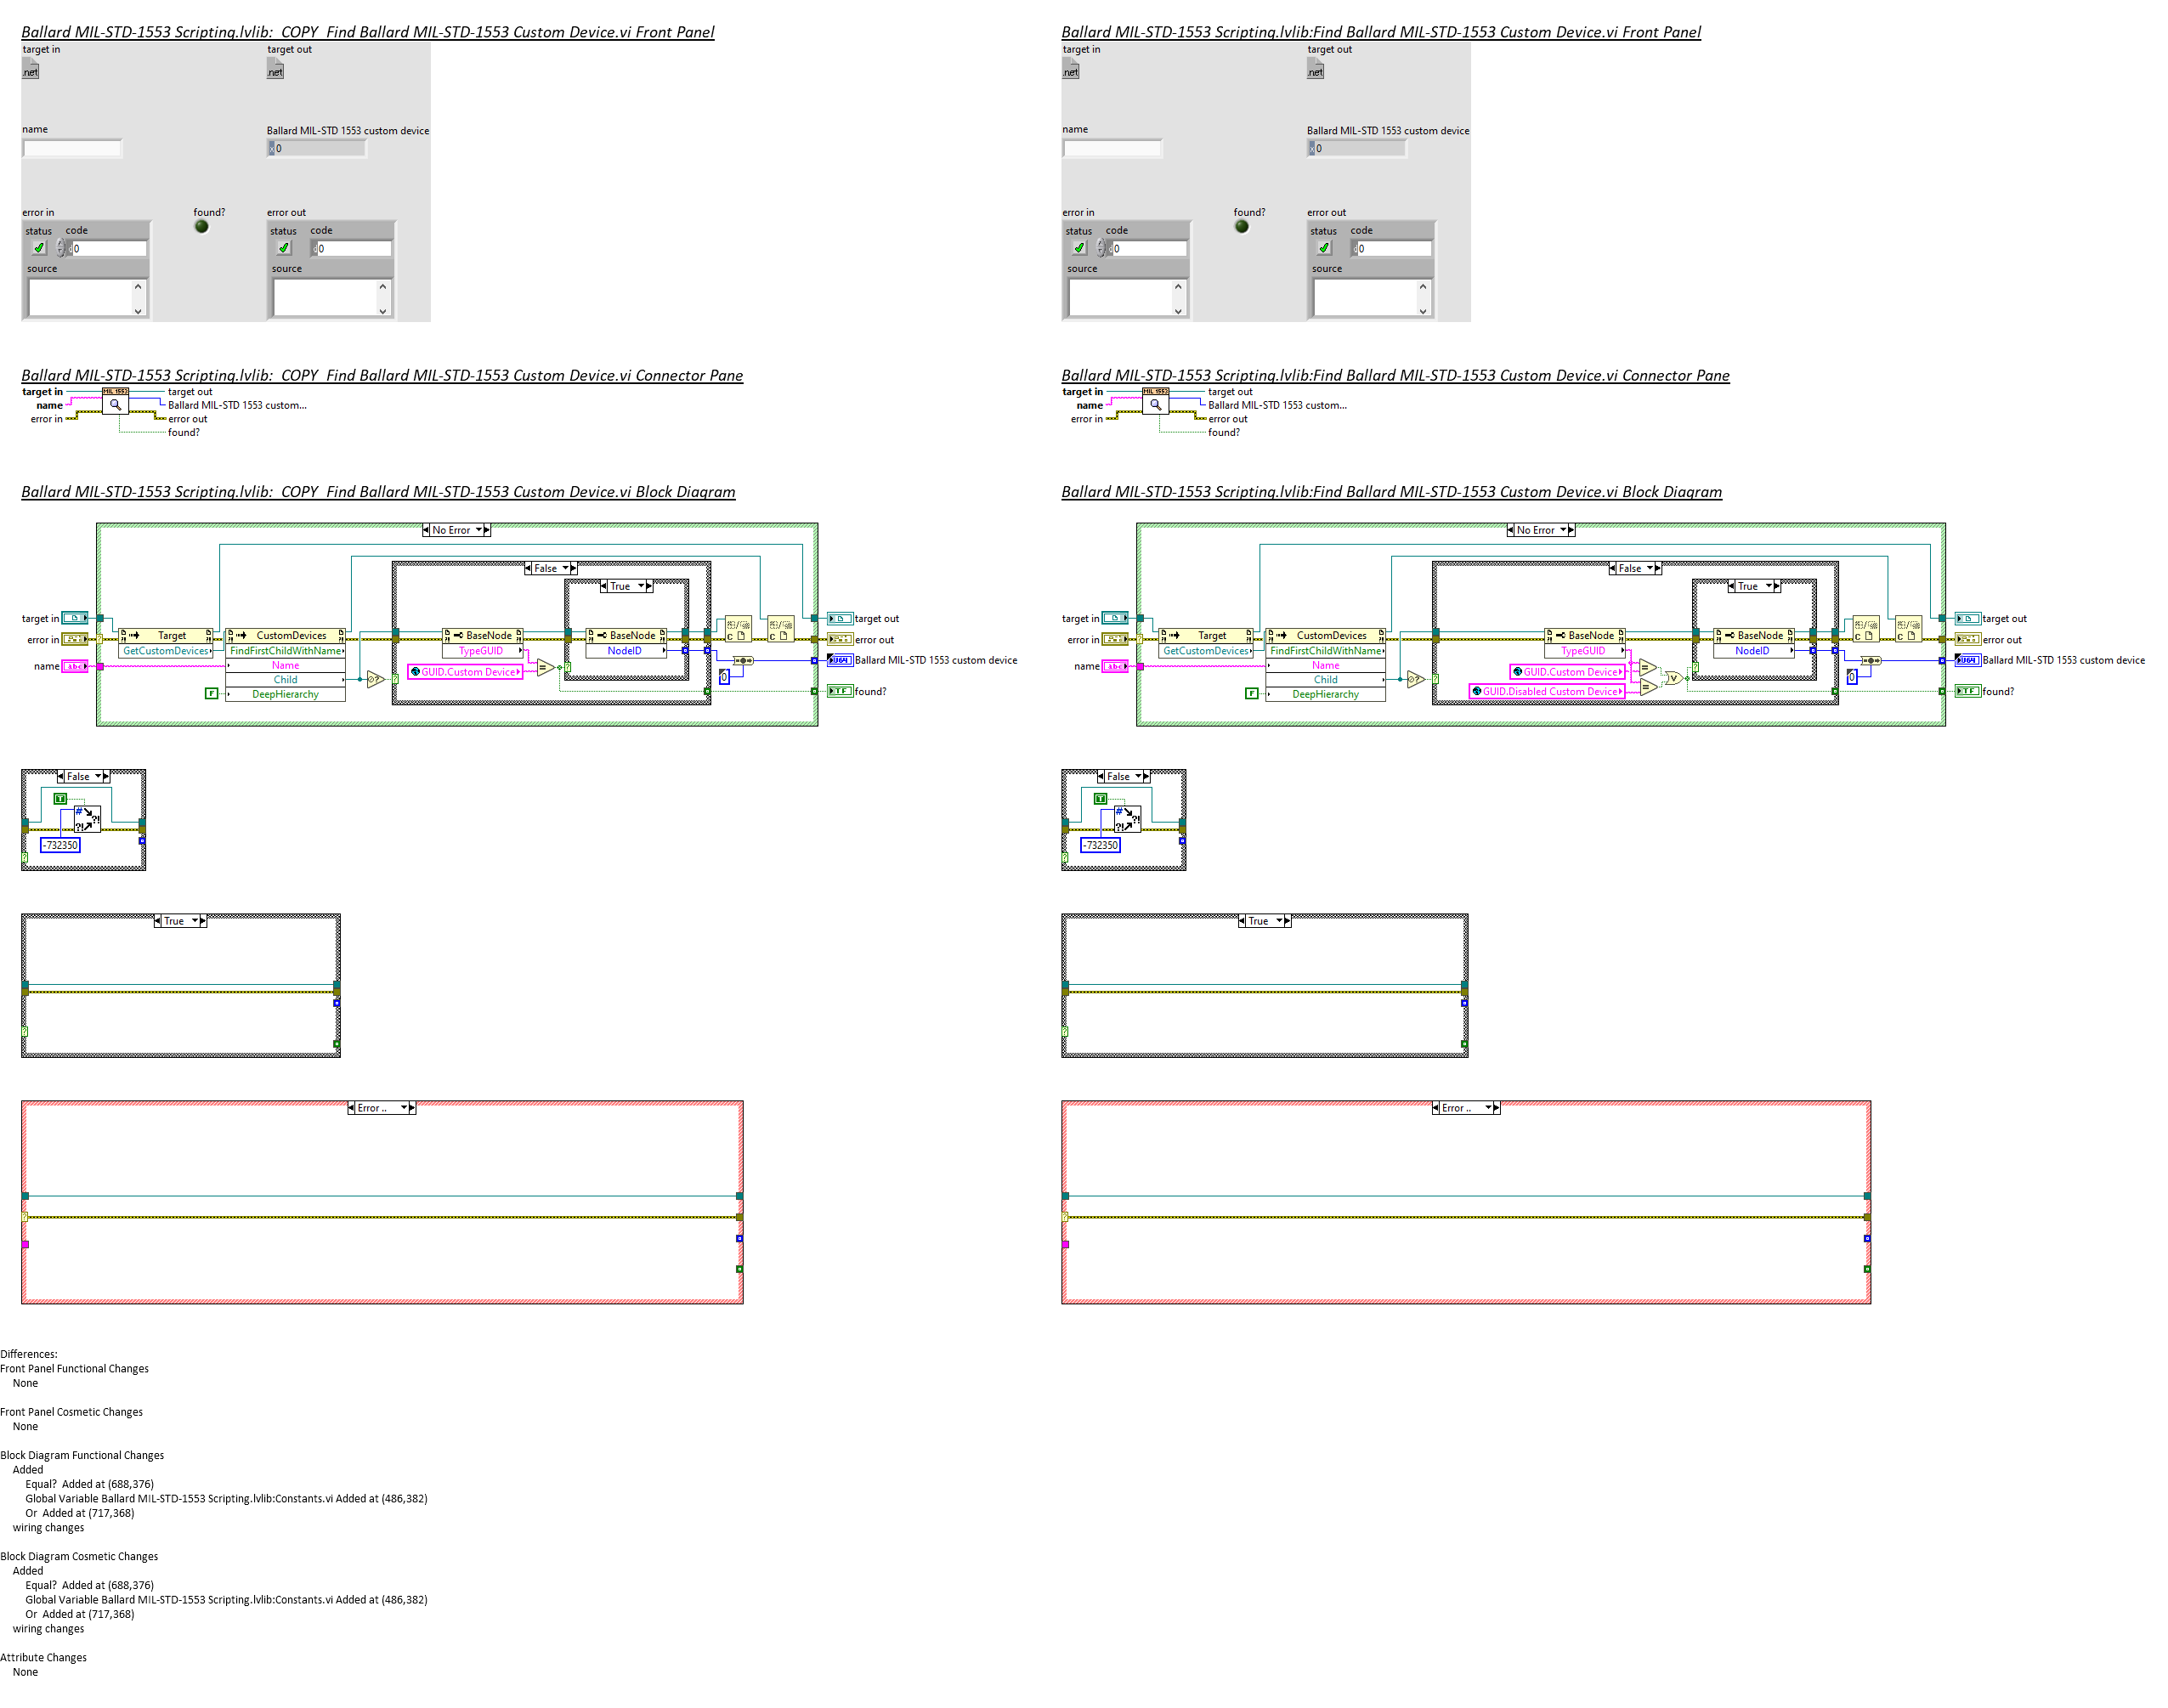 Ballard MIL-STD-1553 Scripting.lvlib:  COPY  Find Ballard MIL-STD-1553 Custom Device.vi Front Panel
target in
target out
.net
.net
name
Ballard MIL-STD 1553 custom device
x 0
error in
found?
error out
status
code
status
code
0
0
source
source
Ballard MIL-STD-1553 Scripting.lvlib:Find Ballard MIL-STD-1553 Custom Device.vi Front Panel
target in
target out
.net
.net
name
Ballard MIL-STD 1553 custom device
x 0
error in
found?
error out
status
code
status
code
0
0
source
source
Ballard MIL-STD-1553 Scripting.lvlib:  COPY  Find Ballard MIL-STD-1553 Custom Device.vi Connector Pane
target in
MIL 1553
target out
name
Ballard MIL-STD 1553 custom...
error in
error out
found?
Ballard MIL-STD-1553 Scripting.lvlib:Find Ballard MIL-STD-1553 Custom Device.vi Connector Pane
target in
MIL 1553
target out
name
Ballard MIL-STD 1553 custom...
error in
error out
found?
Ballard MIL-STD-1553 Scripting.lvlib:  COPY  Find Ballard MIL-STD-1553 Custom Device.vi Block Diagram
No Error
False
True
target in
target out
error in
Target
CustomDevices
BaseNode
BaseNode
error out
GetCustomDevices
FindFirstChildWithName
TypeGUID
NodeID
name
abc
Name
GUID.Custom Device
=
U64
Ballard MIL-STD 1553 custom device
Child
0?
0
F
DeepHierarchy
TF
found?
Ballard MIL-STD-1553 Scripting.lvlib:Find Ballard MIL-STD-1553 Custom Device.vi Block Diagram
No Error
False
True
target in
target out
error in
Target
CustomDevices
BaseNode
BaseNode
error out
GetCustomDevices
FindFirstChildWithName
TypeGUID
NodeID
name
abc
Name
GUID.Custom Device
=
U64
Ballard MIL-STD 1553 custom device
Child
0?
=
V
0
F
DeepHierarchy
GUID.Disabled Custom Device
TF
found?
False
T
#
?!
?!
-732350
False
T
#
?!
?!
-732350
True
True
Error ..
Error ..
Differences:
Front Panel Functional Changes
None
Front Panel Cosmetic Changes
None
Block Diagram Functional Changes
Added
Equal?  Added at (688,376)
Global Variable Ballard MIL-STD-1553 Scripting.lvlib:Constants.vi Added at (486,382)
Or  Added at (717,368)
wiring changes
Block Diagram Cosmetic Changes
Added
Equal?  Added at (688,376)
Global Variable Ballard MIL-STD-1553 Scripting.lvlib:Constants.vi Added at (486,382)
Or  Added at (717,368)
wiring changes
Attribute Changes
None